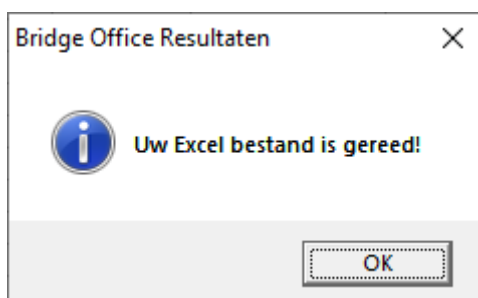 Bridge Office Resultaten
Uw Excel bestand is gereed!
OK